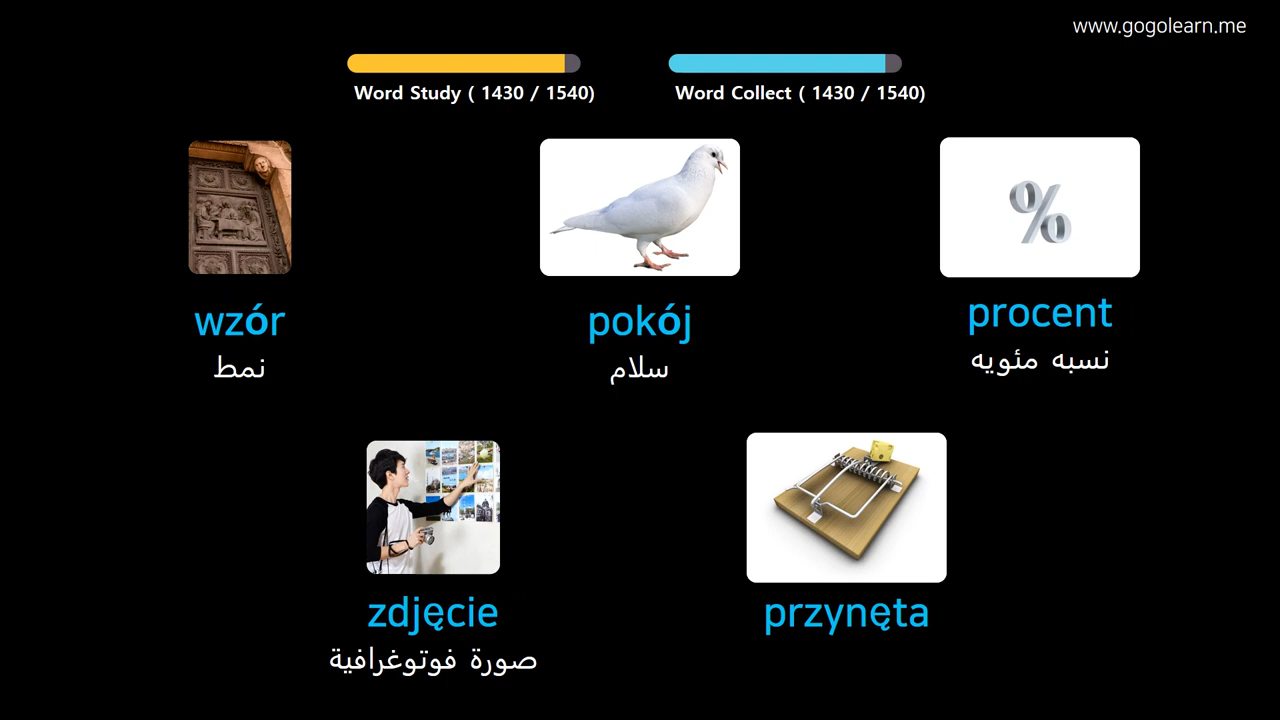 www.gogolearn.me
Word Study ( 1430 / 1540)
Word Collect ( 1430 / 1540)
wzór
نمط
pokój
سلام
procent
نسبه مئويه
zdjęcie
صورة فوتوغرافية
przynęta